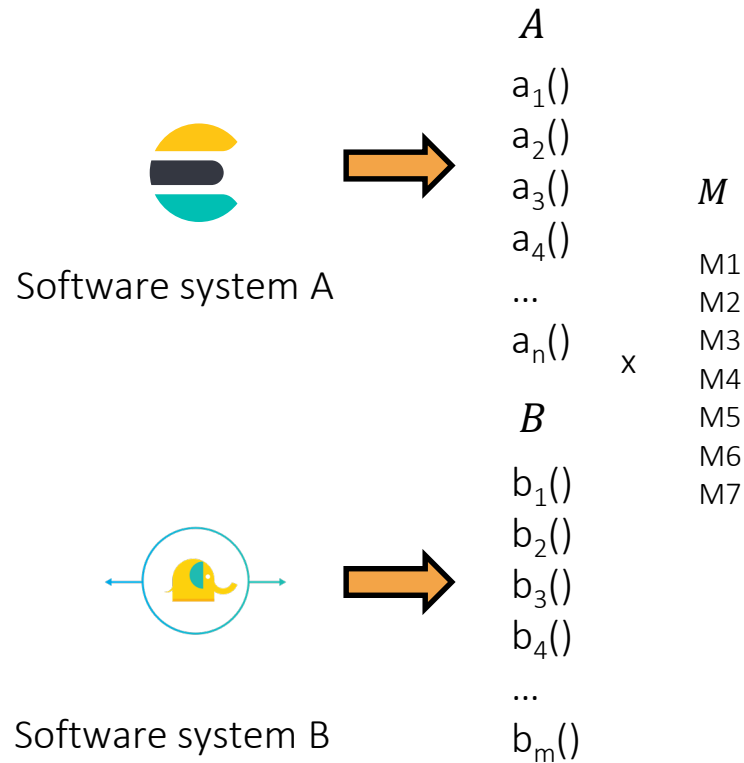 A
a1()
a2()
a3()
a4()
...
an()
Software system A
x
M
M1
M2
M3
M4
M5
M6
M7
B
b1()
b2()
b3()
b4()
...
bm()
Software system B